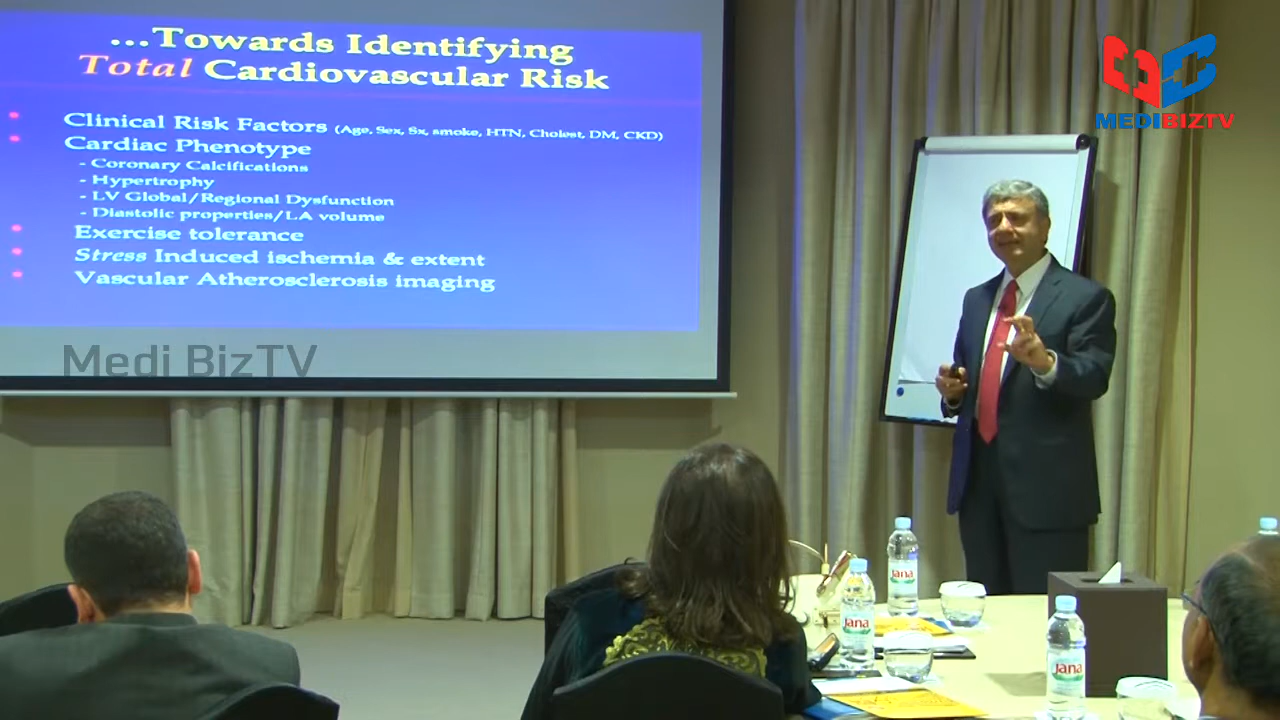 ...Towards Identifying
Total Cardiovascular Risk
Clinical Risk Factors (Age, Sex, Sx, smoke, HTN, Cholest, DM, CKD)
Cardiac Phenotype
- Coronary Calcifications
- Hypertrophy
- LV Global/Regional Dysfunction
- Diastolic properties/LA volume
Exercise tolerance
Stress Induced ischemia & extent
Vascular Atherosclerosis imaging
Medi BizTV
MEDIBIZTV
jana
jana
jana